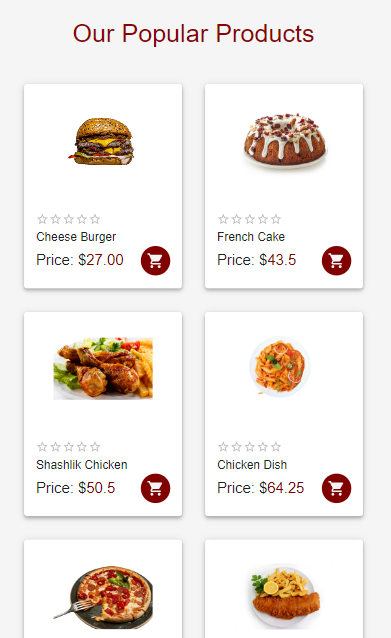 Our Popular Products
Cheese Burger
Price: $27.00
French Cake
Price: $43.5
Shashlik Chicken
Price: $50.5
Chicken Dish
Price: $64.25